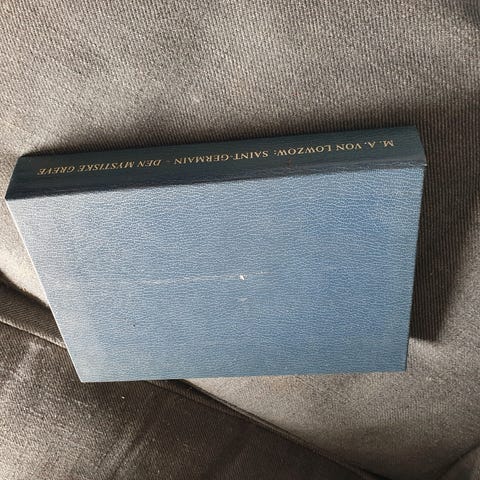 M. A. VON LOWZOW: SAINT-GERMAIN - DEN MYSTISKE GREVE